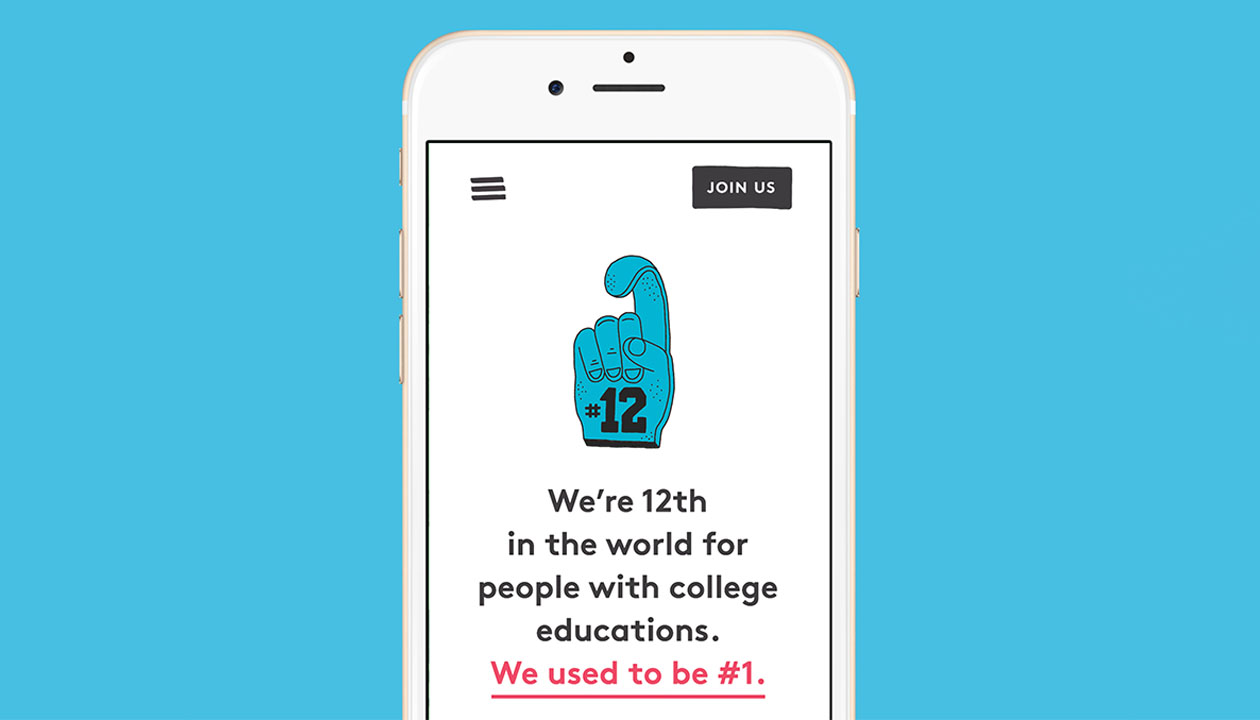 JOIN US
#12
We’re 12th
in the world for
people with college
educations.
We used to be #1.